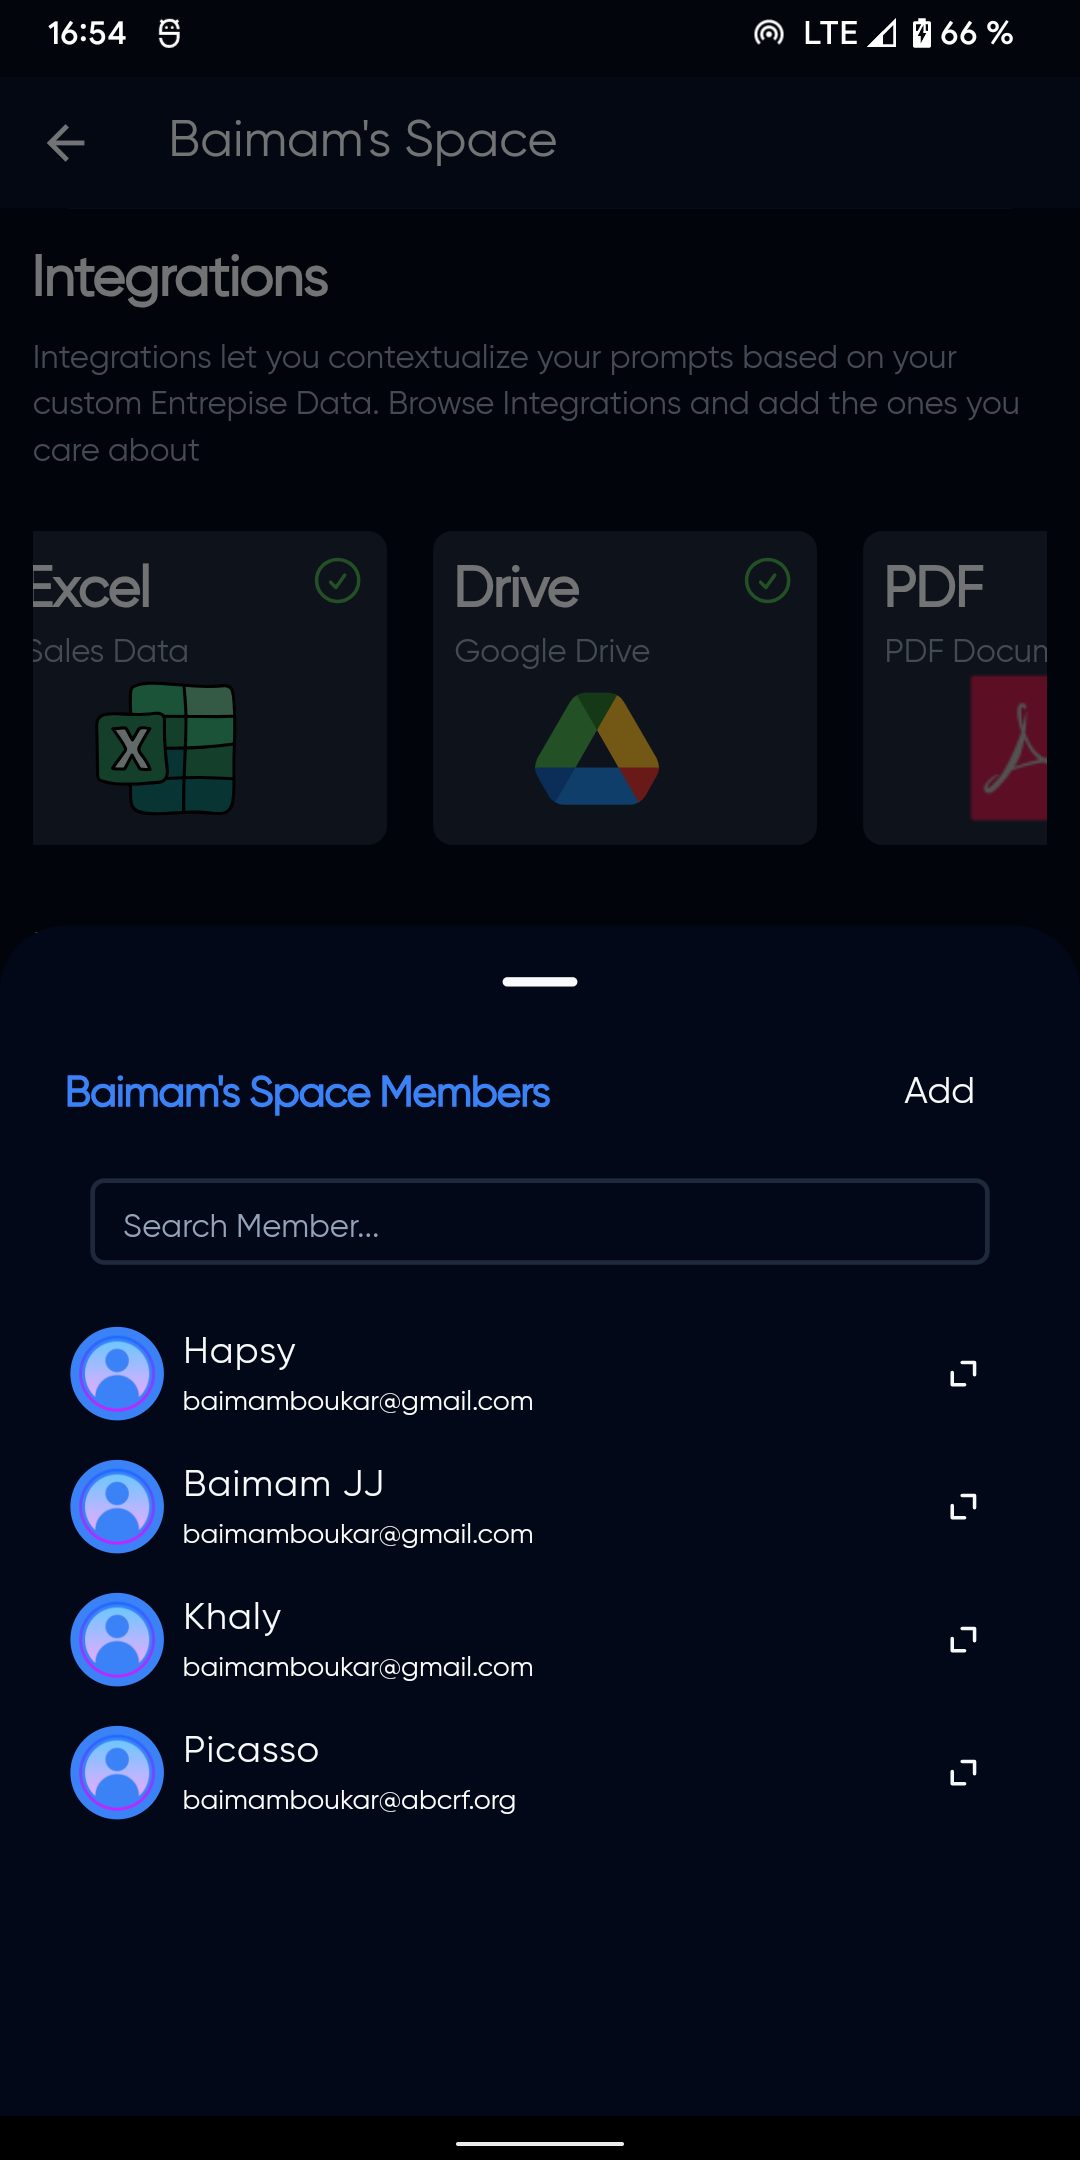 16:54 LTE 66 %
Baimam's Space
Integrations
Integrations let you contextualize your prompts based on your
custom Entrepise Data. Browse Integrations and add the ones you
care about
Excel Drive PDF
Sales Data Google Drive PDF Docum
X
Baimam's Space Members Add
Search Member...
Hapsy
baimamboukar@gmail.com
Baimam JJ
baimamboukar@gmail.com
Khaly
baimamboukar@gmail.com
Picasso
baimamboukar@abcrf.org